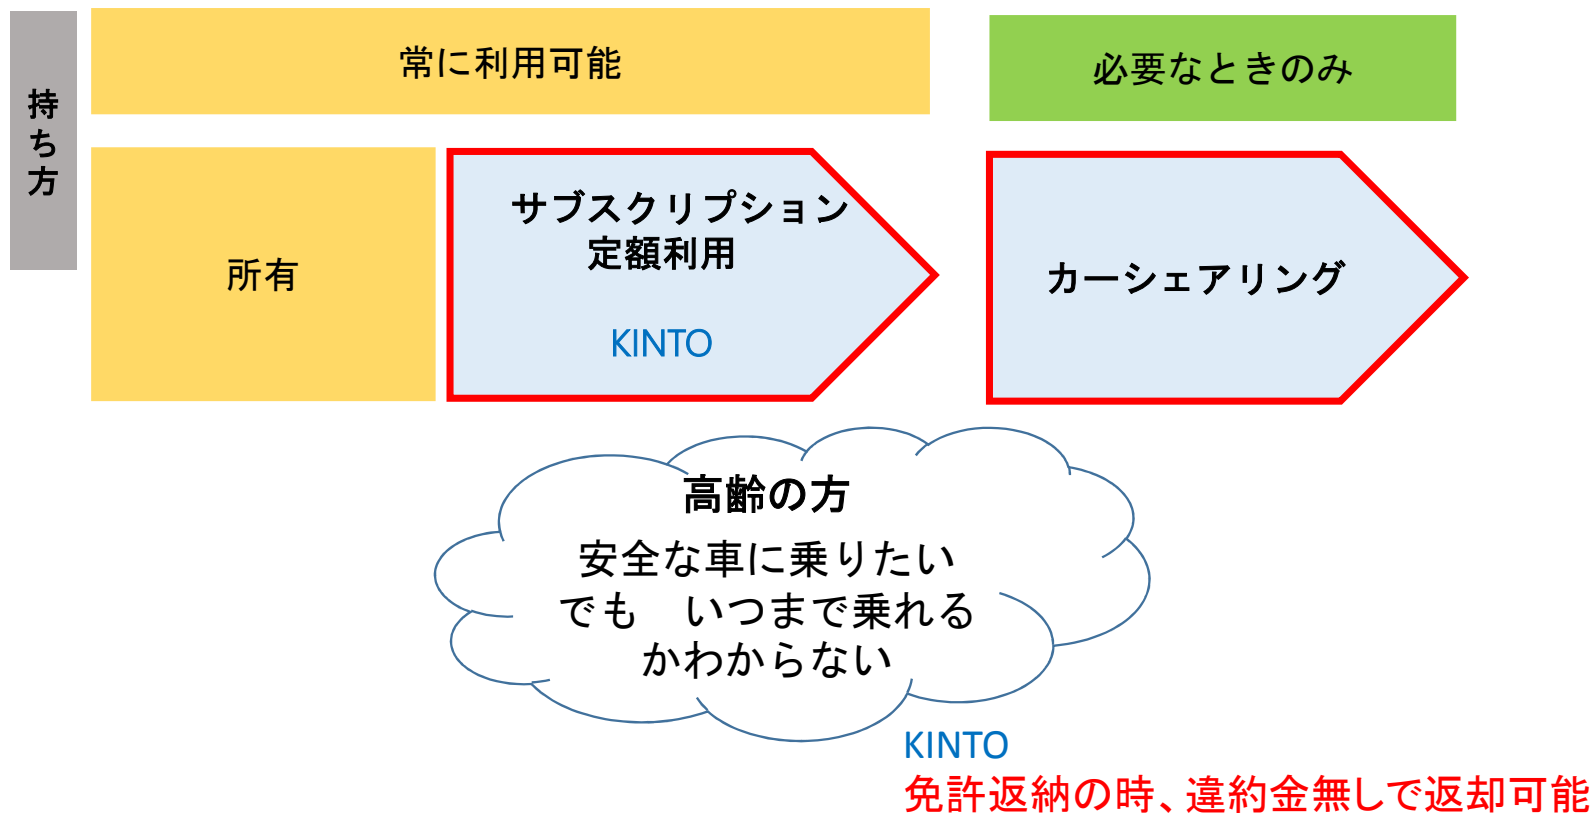 持ち方
常に利用可能
必要なときのみ
所有
サブスクリプション
定額利用
KINTO
カーシェアリング
高齢の方
安全な車に乗りたい
でも　いつまで乗れる
かわからない
KINTO
免許返納の時、違約金無しで返却可能